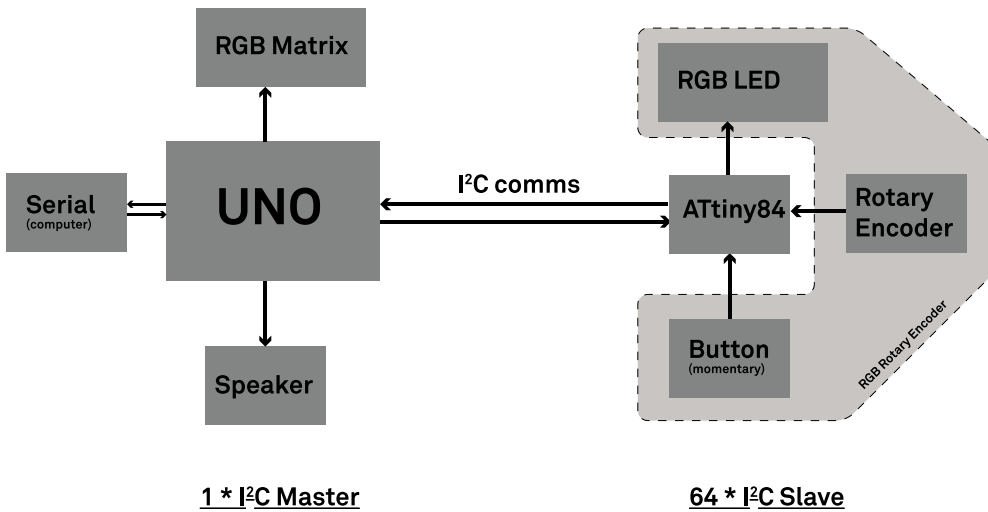 RGB Matrix
RGB LED
I²C comms
Serial
(computer)
UNO
ATtiny84
Rotary
Encoder
Button
(momentary)
Speaker
RGB Rotary Encoder
1 * I²C Master
64 * I²C Slave